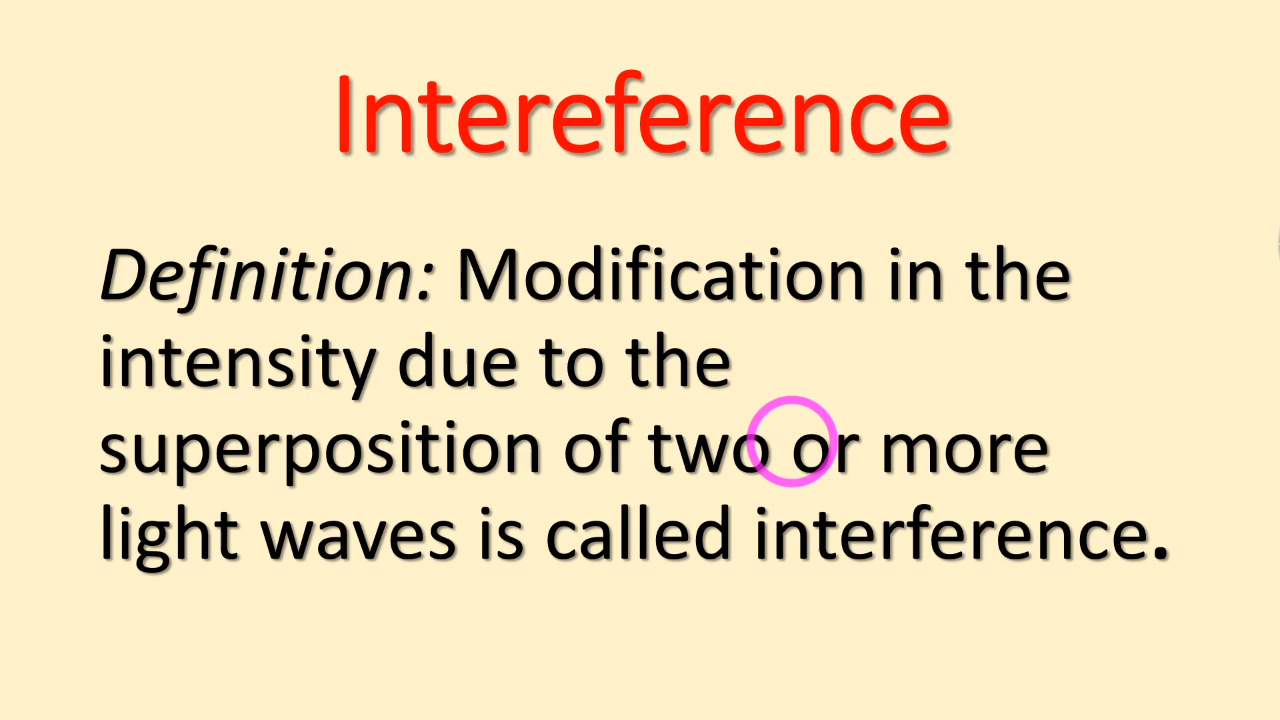 Intereference
Definition: Modification in the
intensity due to the
superposition of two or more
light waves is called interference.